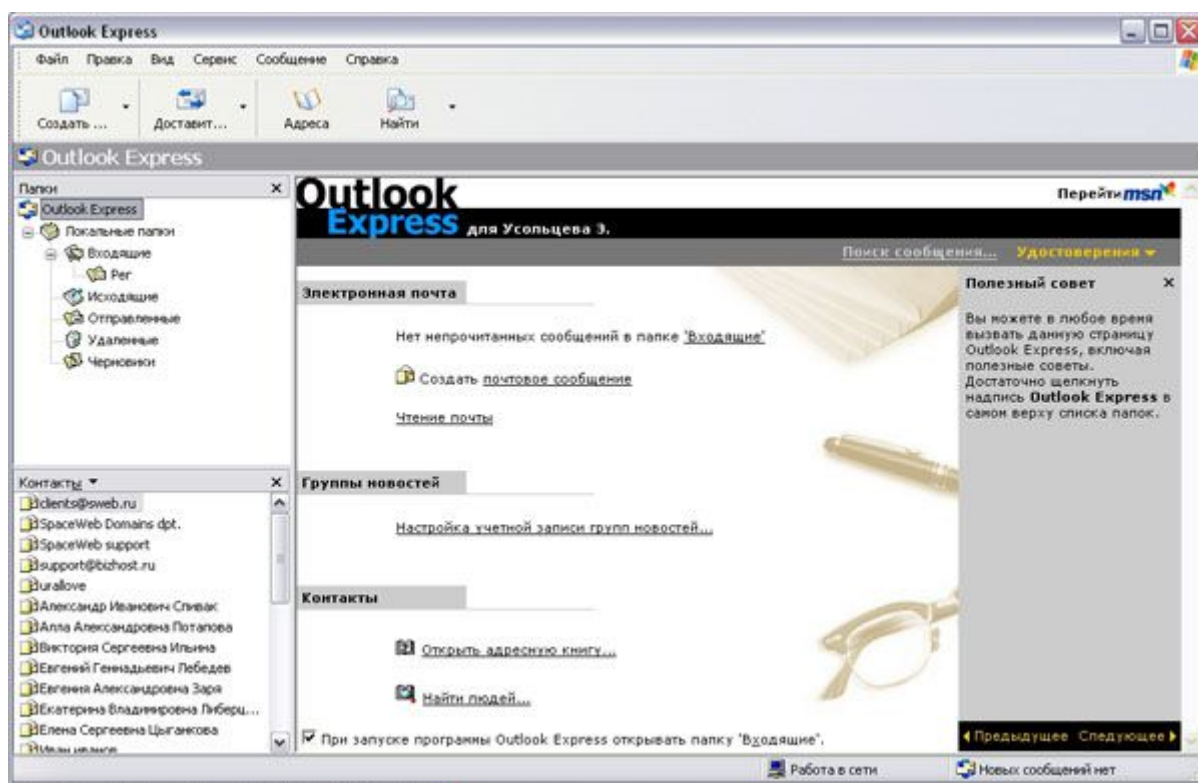 Outlook Express
Файл Правка Вид Сервис Сообщение Справка
Создать ... Доставит... Адреса Найти
Outlook Express
Папки
Outlook Express
Локальные папки
Входящие
Рег
Исходящие
Отправленные
Удаленные
Черновики
Контакты
clients@sweb.ru
SpaceWeb Domains dpt.
SpaceWeb support
support@bizhost.ru
urallove
Александр Иванович Спивак
Алла Александровна Потапова
Виктория Сергеевна Ильина
Евгений Геннадьевич Лебедев
Евгения Александровна Заря
Екатерина Владимировна Либерц...
Елена Сергеевна Цыганкова
Иван иванов
Outlook
Express для Усольцева Э.
Перейти msn
Поиск сообщения... Удостоверения
Электронная почта
Нет непрочитанных сообщений в папке 'Входящие'
Создать почтовое сообщение
Чтение почты
Группы новостей
Настройка учетной записи групп новостей...
Контакты
Открыть адресную книгу...
Найти людей...
При запуске программы Outlook Express открывать папку 'Входящие'.
Полезный совет
Вы можете в любое время
вызвать данную страницу
Outlook Express, включая
полезные советы.
Достаточно щелкнуть
надпись Outlook Express в
самом верху списка папок.
Предыдущее Следующее
Работа в сети
Новых сообщений нет